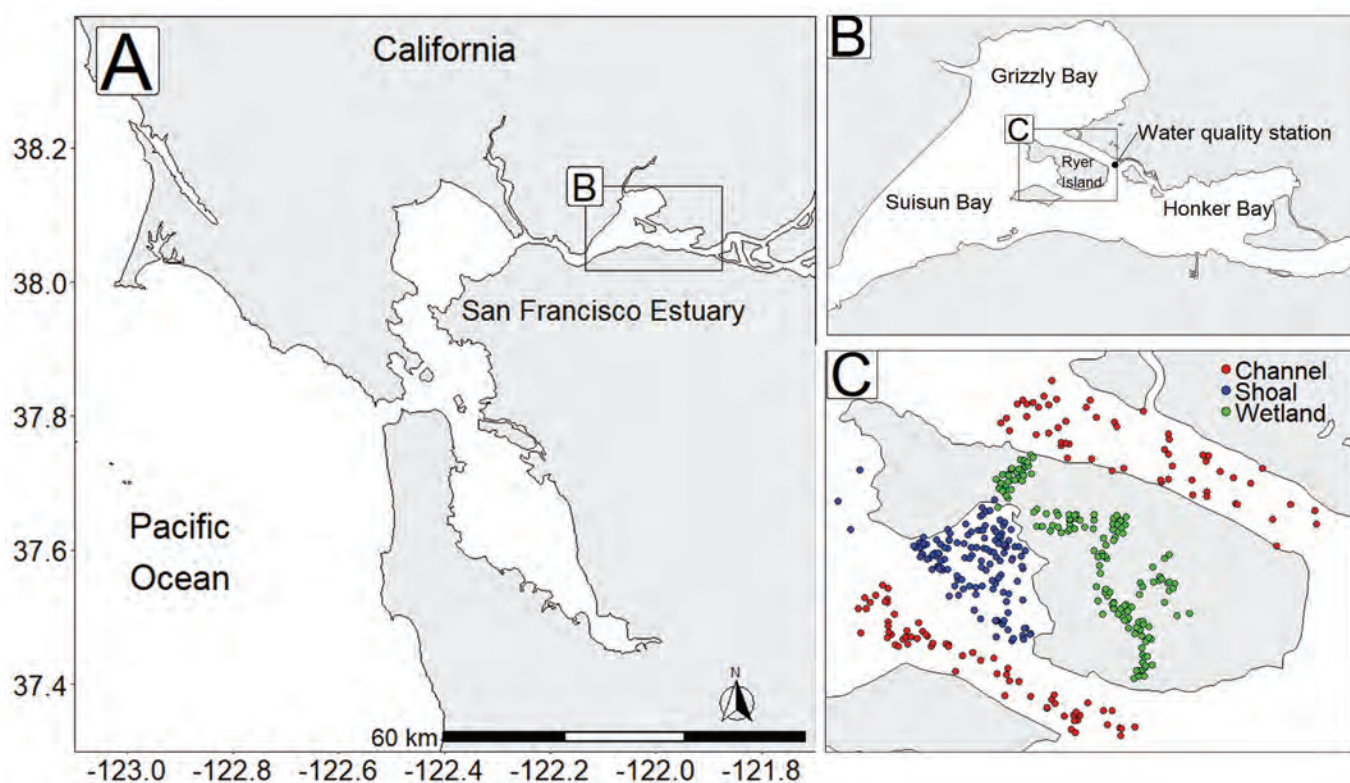 A
California
38.2
B
38.0
San Francisco Estuary
37.8
Pacific
Ocean
37.6
37.4
N
60 km
-123.0
-122.8
-122.6
-122.4
-122.2
-122.0
-121.8
B
Grizzly Bay
C
Water quality station
Ryer
Island
Suisun Bay
Honker Bay
C
Channel
Shoal
Wetland